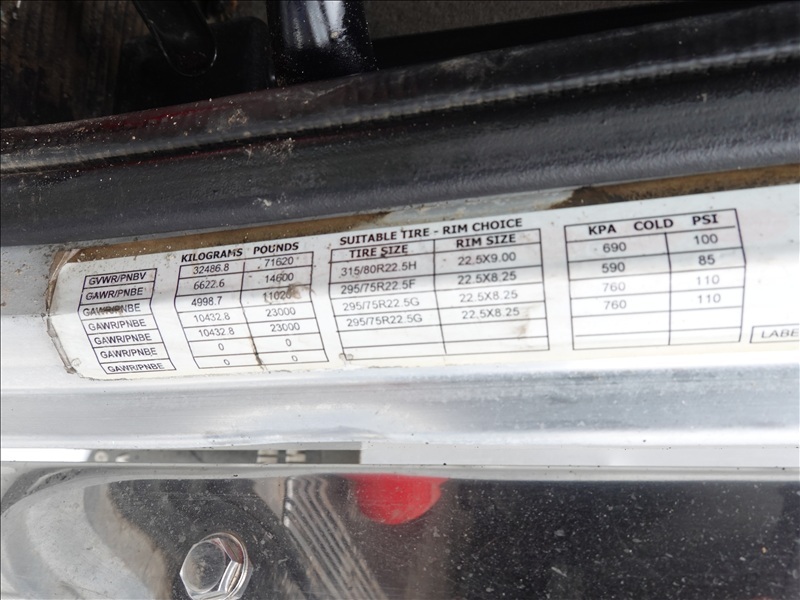 KILOGRAMS POUNDS SUITABLE TIRE - RIM CHOICE KPA COLD PSI
TIRE SIZE RIM SIZE
GVWR/PNBV 32486.8 71620
GAWR/PNBE 6622.6 14600 315/80R22.5H 22.5X9.00 690 100
GAWR/PNBE 4998.7 11020 295/75R22.5F 22.5X8.25 590 85
GAWR/PNBE 10432.8 23000 295/75R22.5G 22.5X8.25 760 110
GAWR/PNBE 10432.8 23000 295/75R22.5G 22.5X8.25 760 110
GAWR/PNBE 0 0
GAWR/PNBE 0 0
LABE